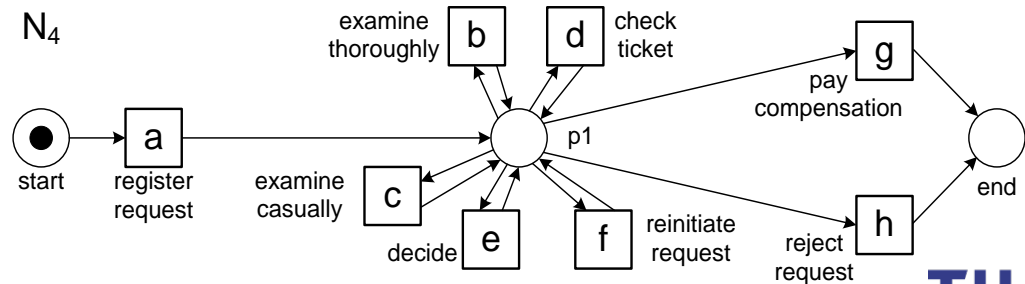 N4
examine
thoroughly
b
d
check
ticket
g
pay
compensation
a
p1
start
register
request
examine
casually
c
decide
e
f
reinitiate
request
reject
request
h
end
TU